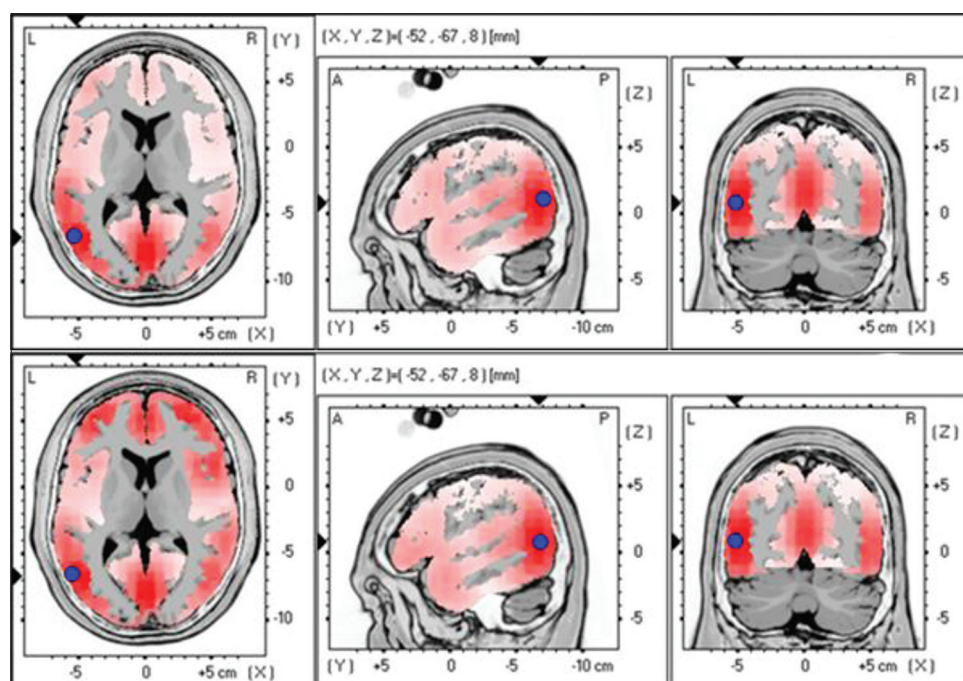 L R (Y)
+5
0
-5
-10
-5 0 +5 cm (X)
(X, Y, Z)=(-52, -67, 8) [mm]
A P (Z)
+5
0
-5
(Y) +5 0 -5 -10 cm
L R (Z)
+5
0
-5
-5 0 +5 cm (X)
L R (Y)
+5
0
-5
-10
-5 0 +5 cm (X)
(X, Y, Z)=(-52, -67, 8) [mm]
A P (Z)
+5
0
-5
(Y) +5 0 -5 -10 cm
L R (Z)
+5
0
-5
-5 0 +5 cm (X)